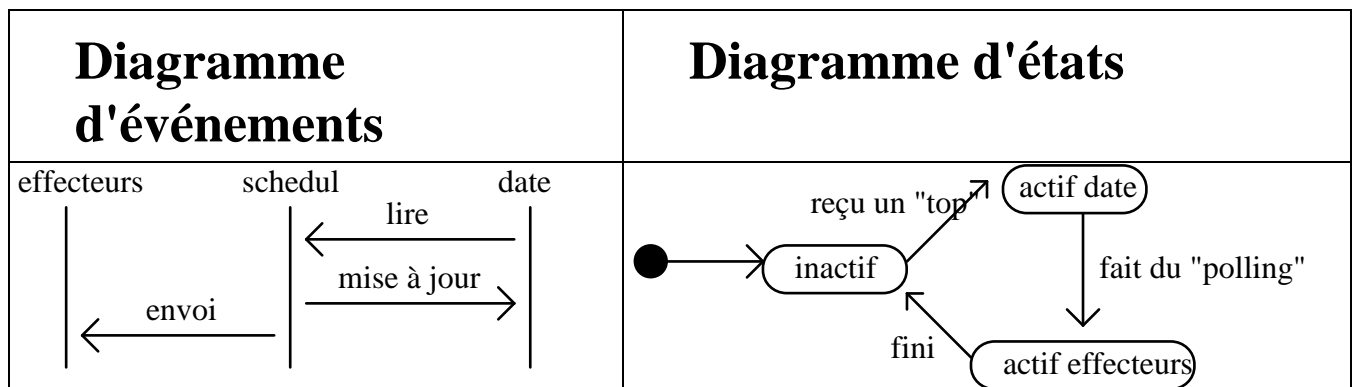 Diagramme
d'événements
Diagramme d'états
effecteurs schedul date
lire
mise à jour
envoi
reçu un "top"
actif date
inactif
fait du "polling"
fini
actif effecteurs